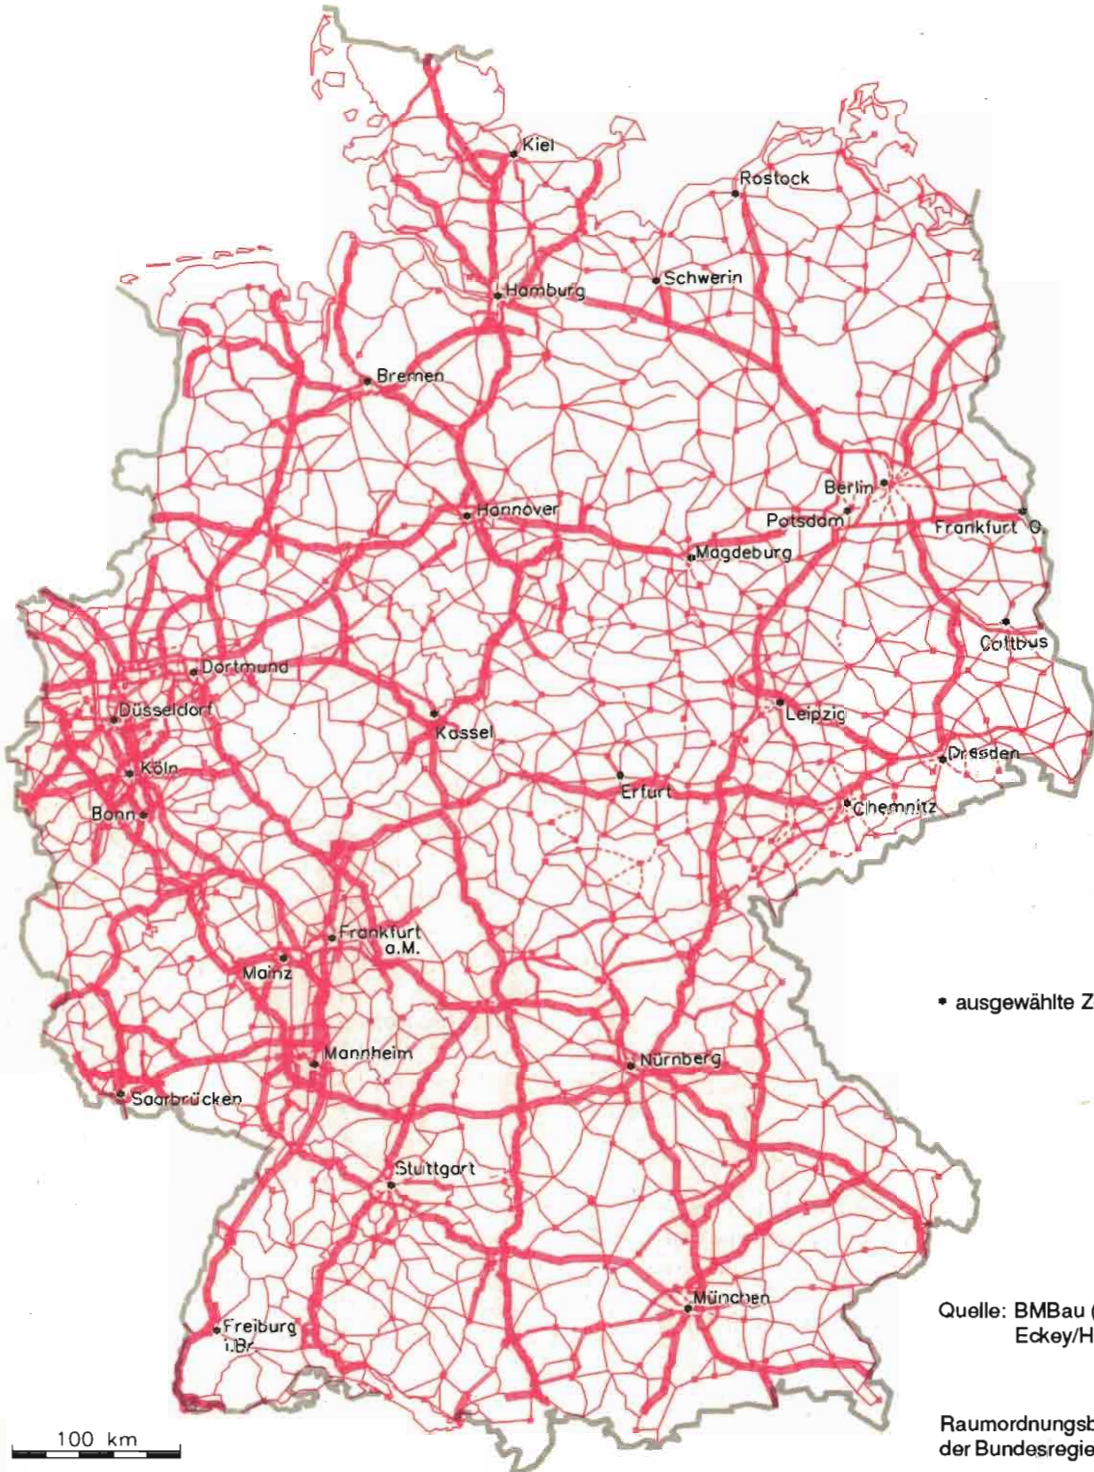 Kiel
Rostock
Schwerin
Hamburg
Bremen
Berlin
Hannover
Potsdam
Frankfurt O.
Magdeburg
Cottbus
Dortmund
Düsseldorf
Leipzig
Kassel
Dresden
Köln
Erfurt
Chemnitz
Bonn
Frankfurt
a.M.
Mainz
• ausgewählte Z
Mannheim
Nürnberg
Saarbrücken
Stuttgart
München
Quelle: BMBau (
Eckey/H
Freiburg
i.Br.
Raumordnungsb
der Bundesregie
100 km